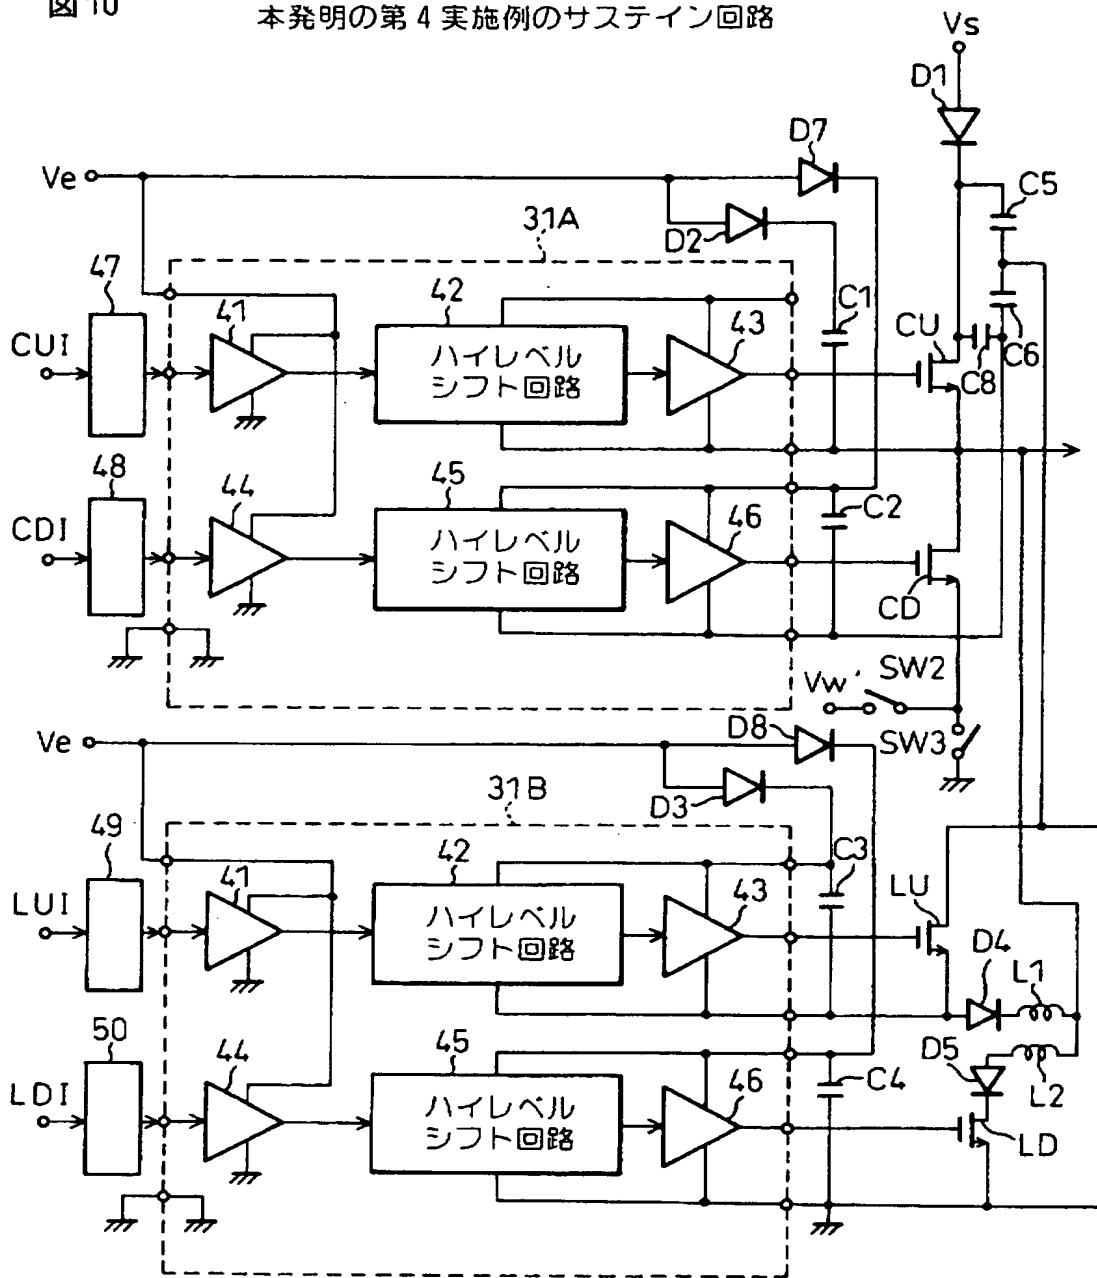 図10
本発明の第4実施例のサステイン回路
Vs
D1
D7
Ve
C5
D2
31A
47
41
42
C1
43
CU
C6
CUI
ハイレベル
シフト回路
C8
48
44
45
C2
46
CDI
ハイレベル
シフト回路
CD
Vw'
SW2
Ve
D8
SW3
D3
31B
49
41
42
C3
43
LU
LUI
ハイレベル
シフト回路
D4
L1
50
44
45
D5
C4
46
L2
LDI
ハイレベル
シフト回路
LD